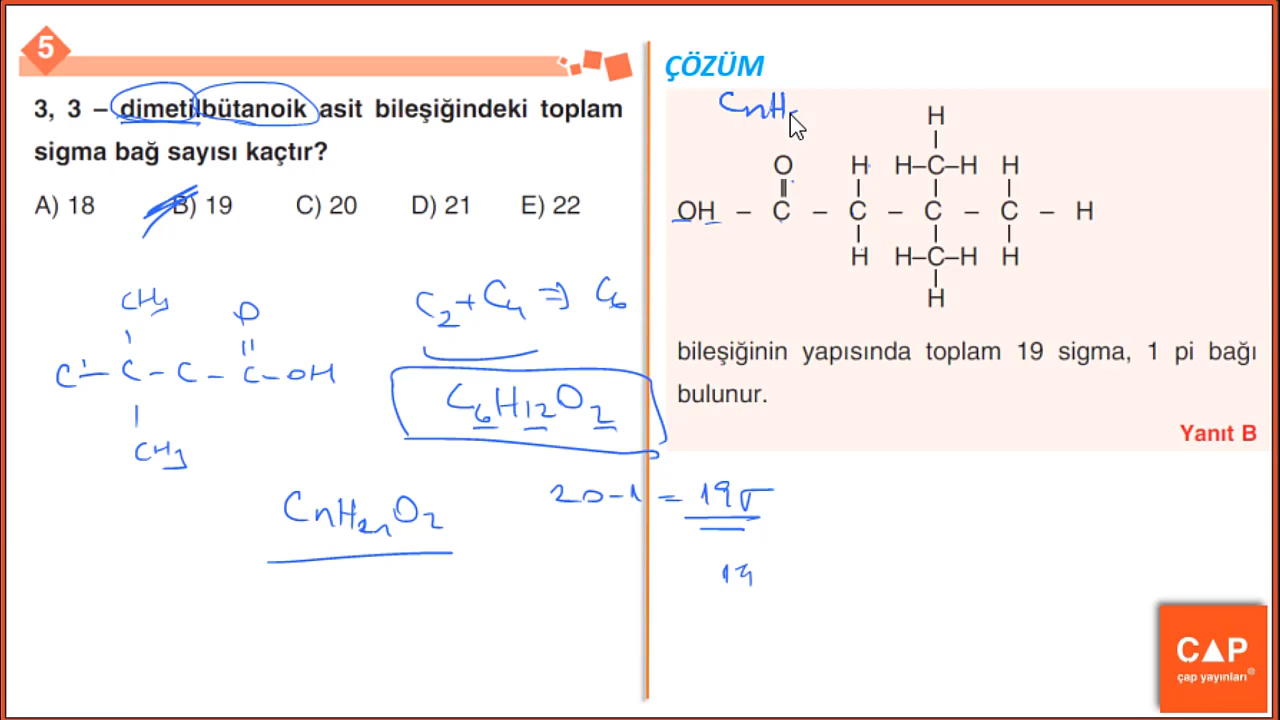 5
3, 3 – dimetilbütanoik asit bileşiğindeki toplam
sigma bağ sayısı kaçtır?
A) 18 B) 19 C) 20 D) 21 E) 22
CH3
O
C – C – C – C – OH
CH3
C2 + C4 ⇒ C6
C6H12O2
CnH2nO2
20 - 1 = 19σ
19
ÇÖZÜM
CnH
H
O H H–C–H H
OH – C – C – C – C – H
H H–C–H H
H
bileşiğinin yapısında toplam 19 sigma, 1 pi bağı
bulunur.
Yanıt B
ÇAP
çap yayınları®